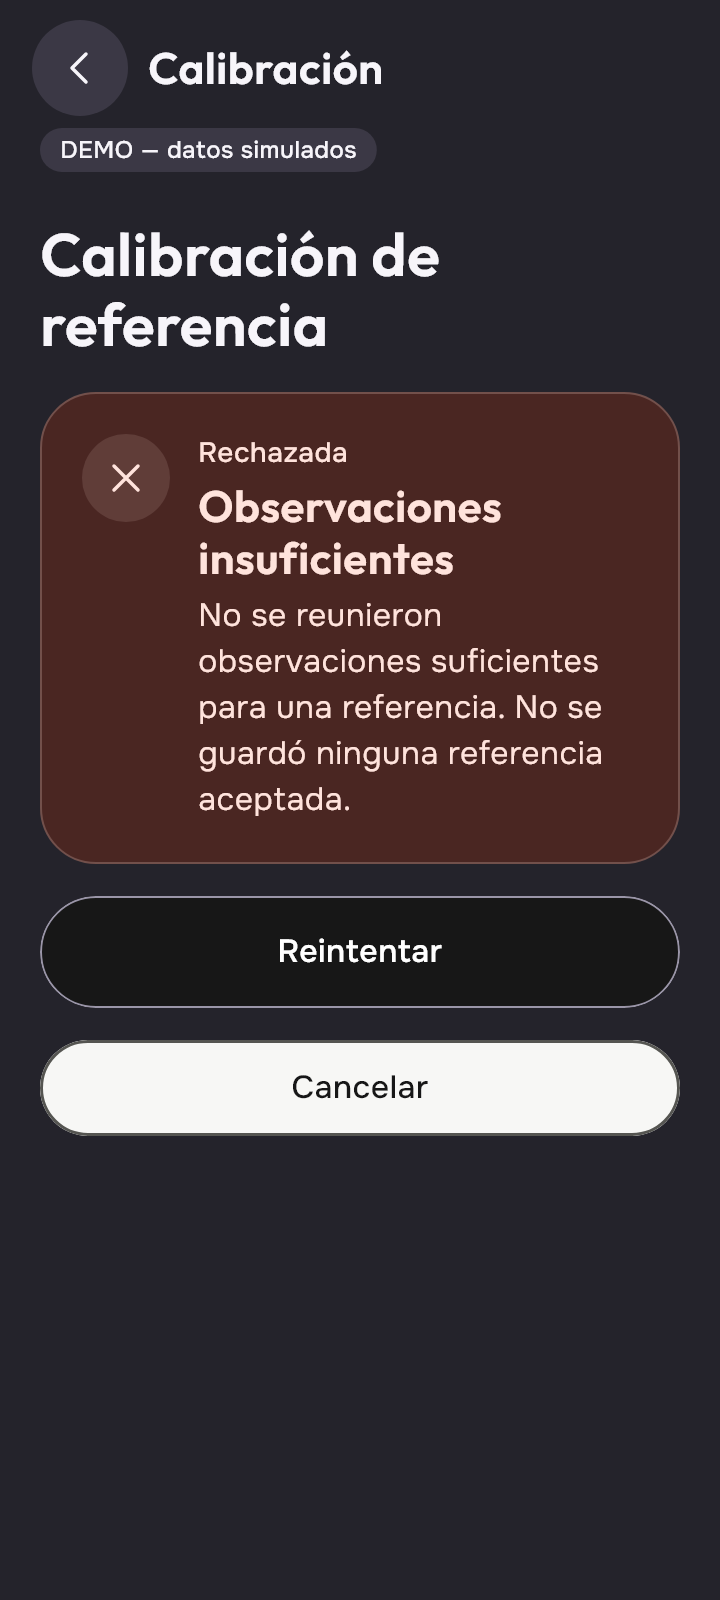 Calibración
DEMO – datos simulados
Calibración de
referencia
Rechazada
Observaciones
insuficientes
No se reunieron
observaciones suficientes
para una referencia. No se
guardó ninguna referencia
aceptada.
Reintentar
Cancelar